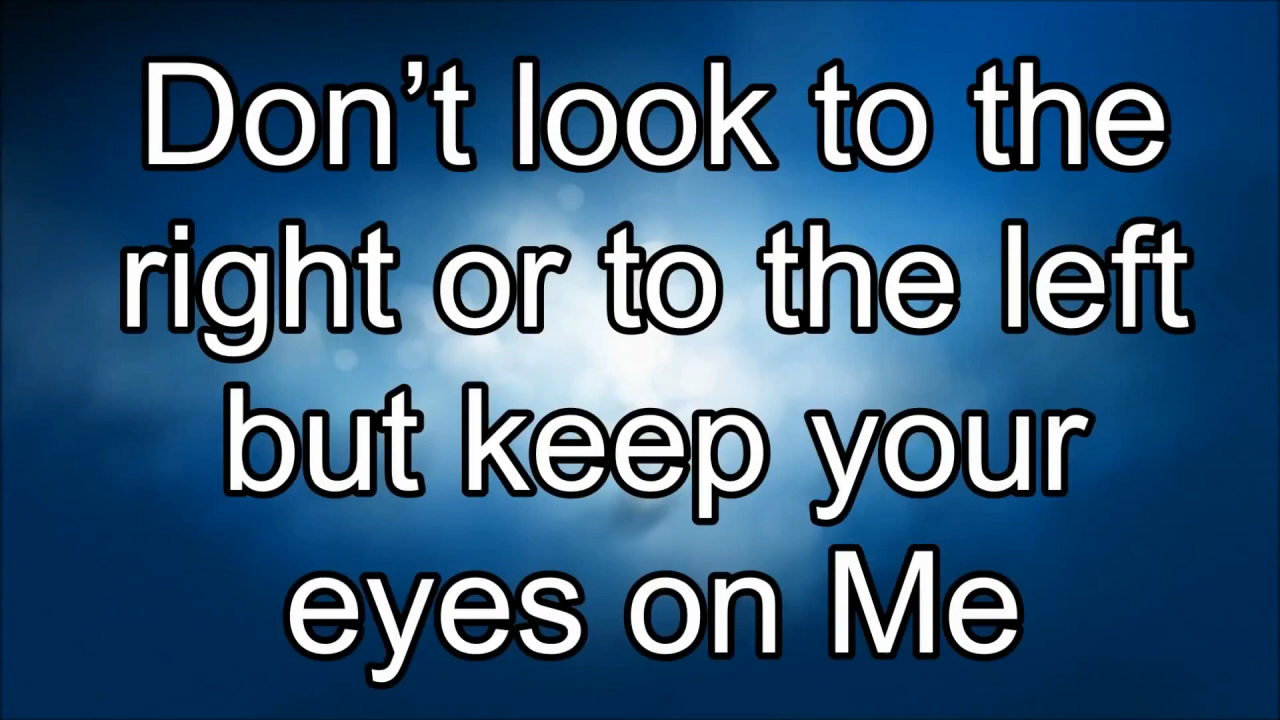 Don’t look to the
right or to the left
but keep your
eyes on Me